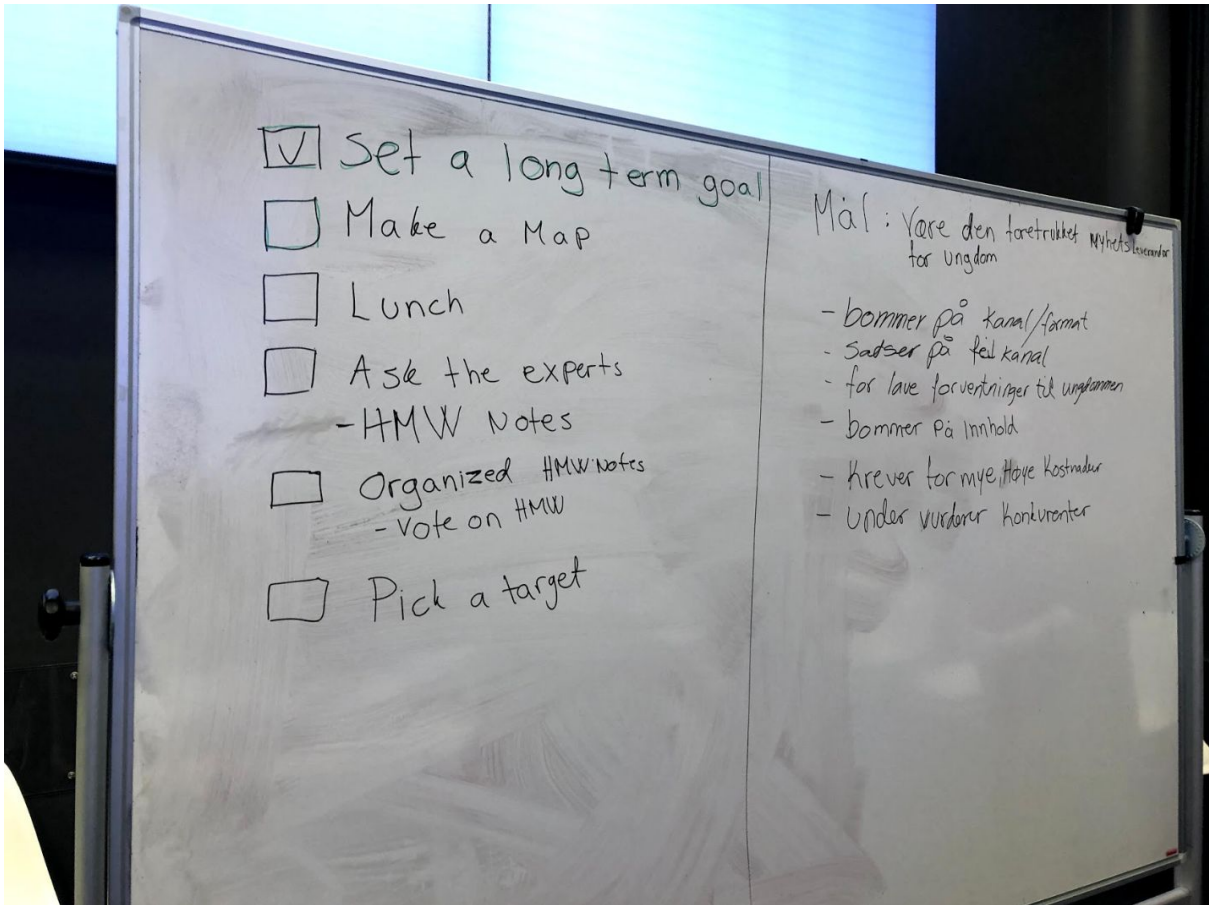 Set a long term goal
Make a Map
Lunch
Ask the experts
- HMW Notes
Organized HMW Notes
- Vote on HMW
Pick a target
Mål : Være den foretrukket Nyhetsleverandør
for ungdom
- bommer på kanal/format
- Satser på feil kanal
- for lave forventninger til ungdommen
- bommer på innhold
- Krever for mye, Høye Kostnader
- Under vurderer Konkurenter